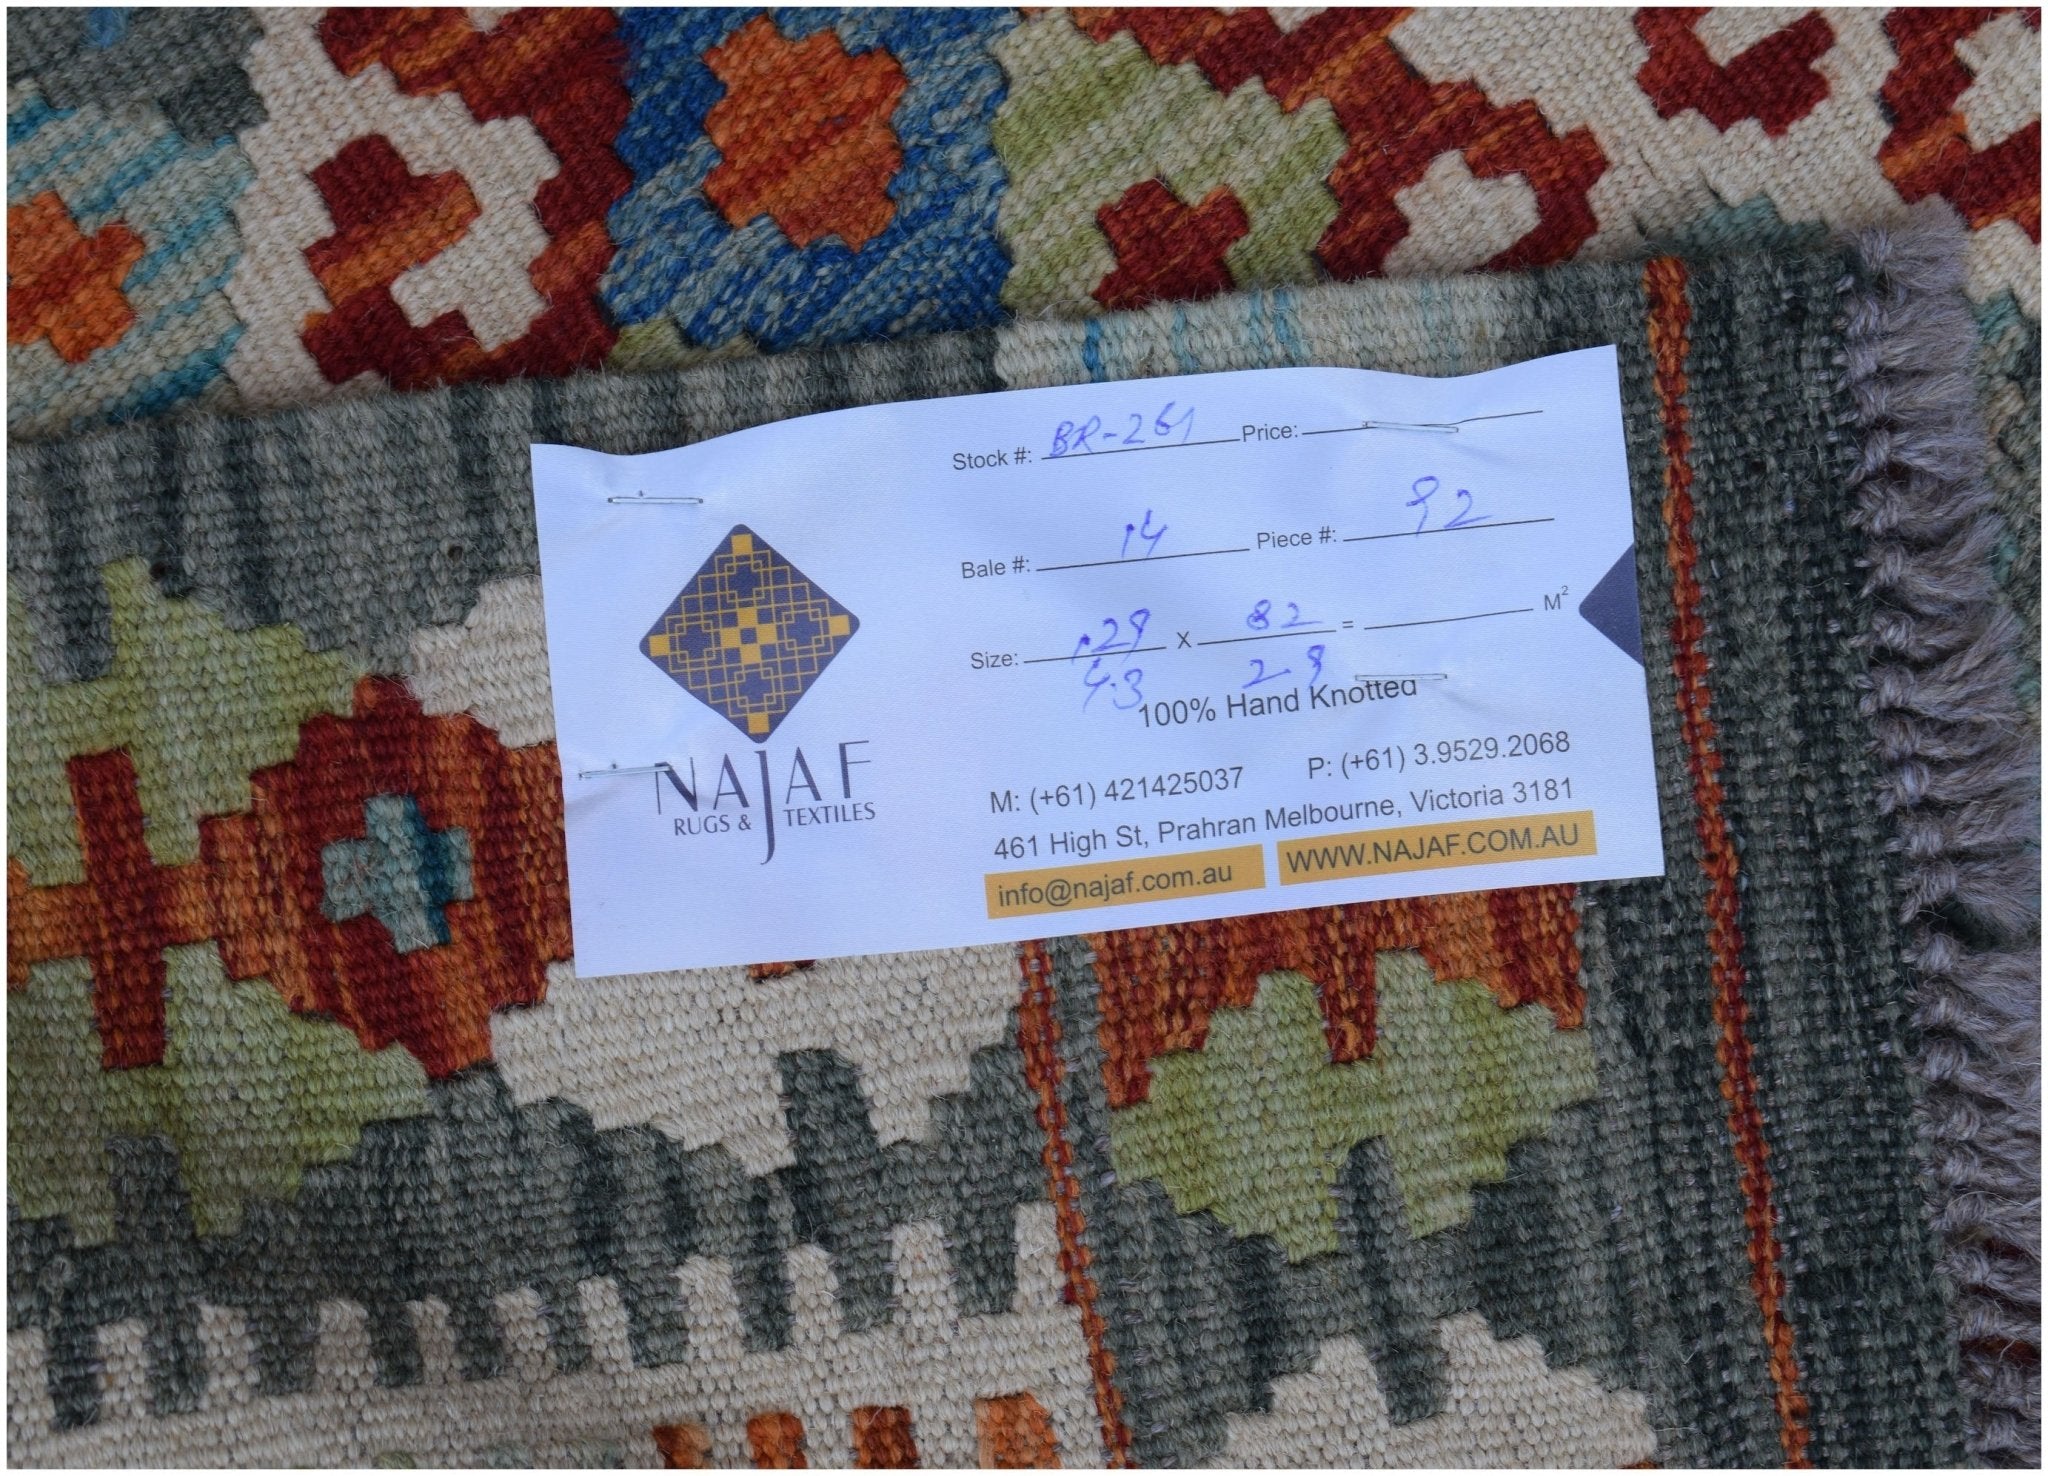 Stock #: BR-261 Price:
Bale #: 14 Piece #: 92
Size: 129 X 82 = M²
4.3 2.8
100% Hand Knotted
NAJAF
RUGS & TEXTILES
M: (+61) 421425037 P: (+61) 3.9529.2068
461 High St, Prahran Melbourne, Victoria 3181
info@najaf.com.au WWW.NAJAF.COM.AU